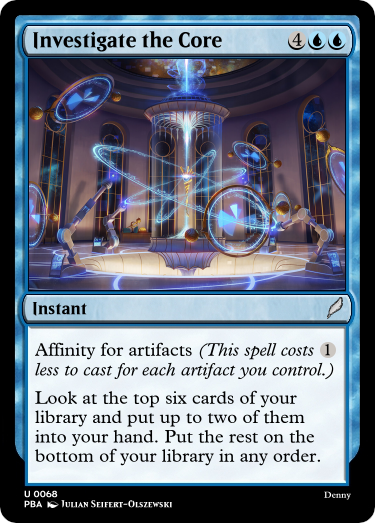 Investigate the Core 4
Instant
Affinity for artifacts (This spell costs 1
less to cast for each artifact you control.)
Look at the top six cards of your
library and put up to two of them
into your hand. Put the rest on the
bottom of your library in any order.
U 0068
PBA Julian Seifert-Olszewski
Denny